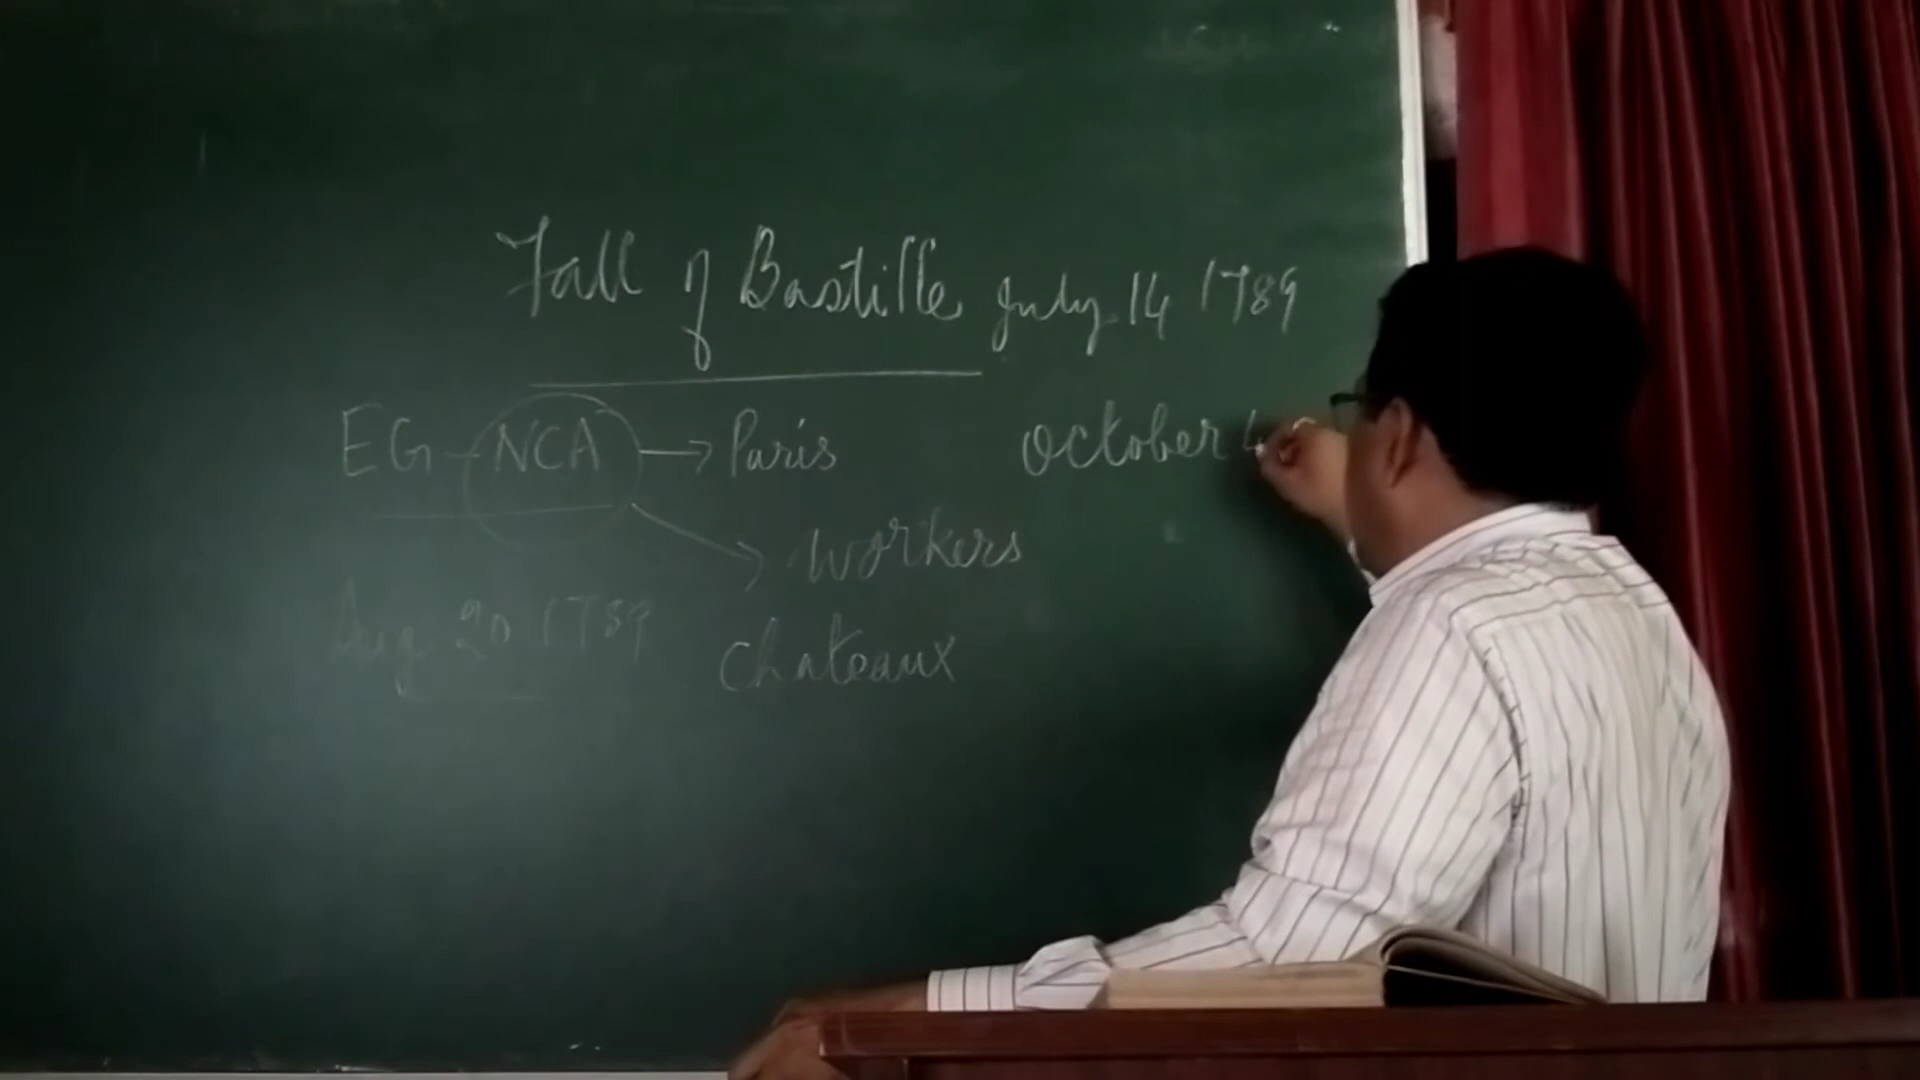 Fall of Bastille July 14 1789
EG - NCA → Paris
October
workers
Aug 20 1789
Chateaux